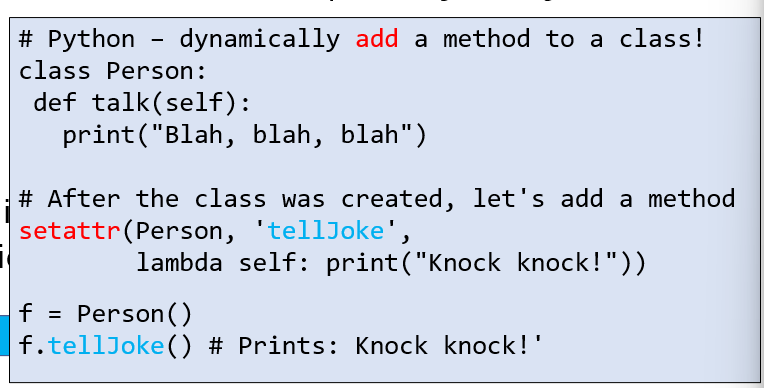 # Python – dynamically add a method to a class!
class Person:
 def talk(self):
   print("Blah, blah, blah")

# After the class was created, let's add a method
setattr(Person, 'tellJoke',
        lambda self: print("Knock knock!"))
f = Person()
f.tellJoke() # Prints: Knock knock!'